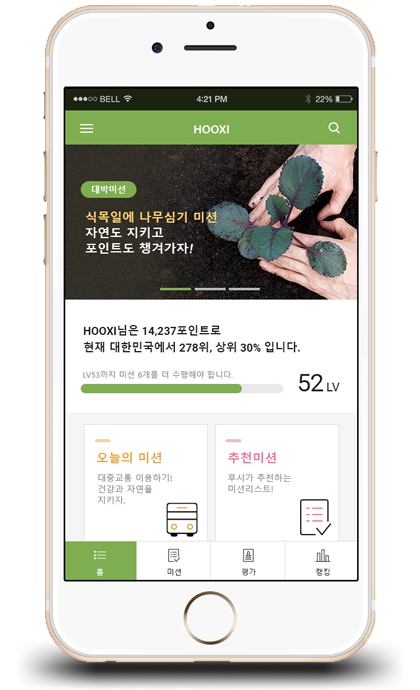 BELL
4:21 PM
22%
HOOXI
대박미션
식목일에 나무심기 미션
자연도 지키고
포인트도 챙겨가자!
HOOXI님은 14,237포인트로
현재 대한민국에서 278위, 상위 30% 입니다.
LV53까지 미션 6개를 더 수행해야 합니다.
52 LV
오늘의 미션
대중교통 이용하기!
건강과 자연을
지키자.
추천미션
후시가 추천하는
미션리스트!
홈
미션
평가
랭킹